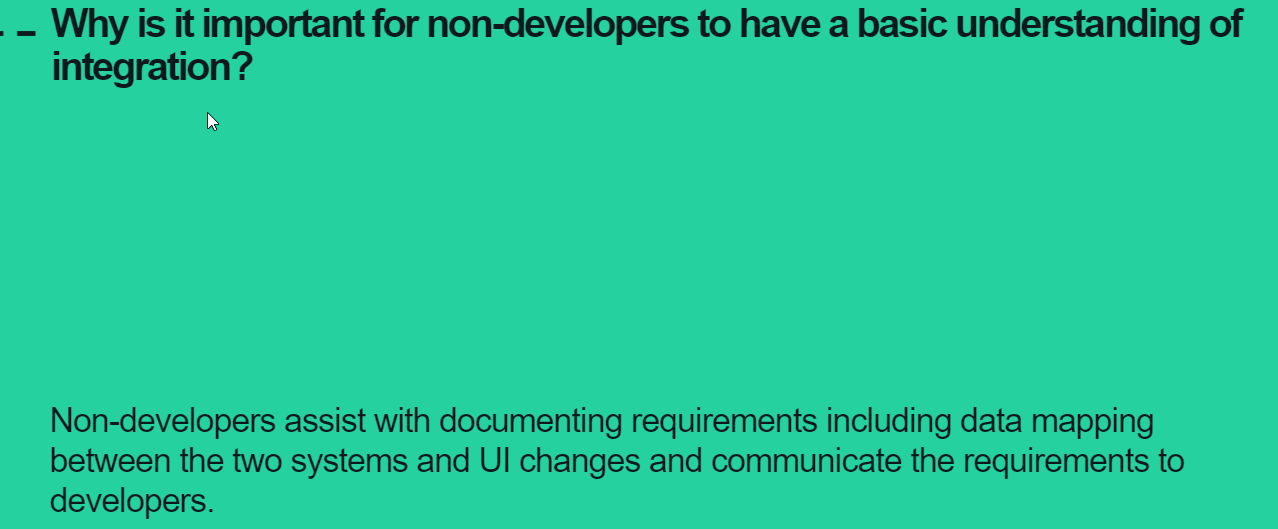 Why is it important for non-developers to have a basic understanding of
integration?
Non-developers assist with documenting requirements including data mapping
between the two systems and UI changes and communicate the requirements to
developers.